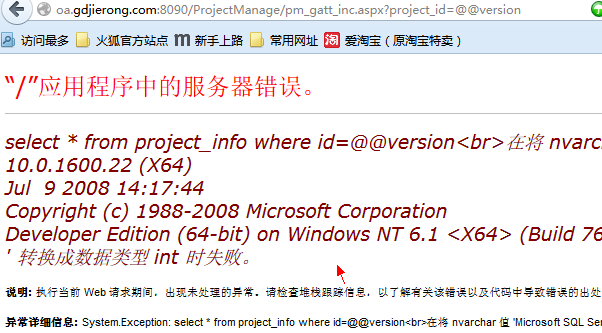 oa.gdjierong.com:8090/ProjectManage/pm_gatt_inc.aspx?project_id=@@version
访问最多 火狐官方站点 新手上路 常用网址 淘 爱淘宝（原淘宝特卖）
“/”应用程序中的服务器错误。
select * from project_info where id=@@version<br>在将 nvarc
10.0.1600.22 (X64)
Jul 9 2008 14:17:44
Copyright (c) 1988-2008 Microsoft Corporation
Developer Edition (64-bit) on Windows NT 6.1 <X64> (Build 76
' 转换成数据类型 int 时失败。
说明: 执行当前 Web 请求期间，出现未处理的异常。请检查堆栈跟踪信息，以了解有关该错误以及代码中导致错误的出处
异常详细信息: System.Exception: select * from project_info where id=@@version<br>在将 nvarchar 值 'Microsoft SQL Se